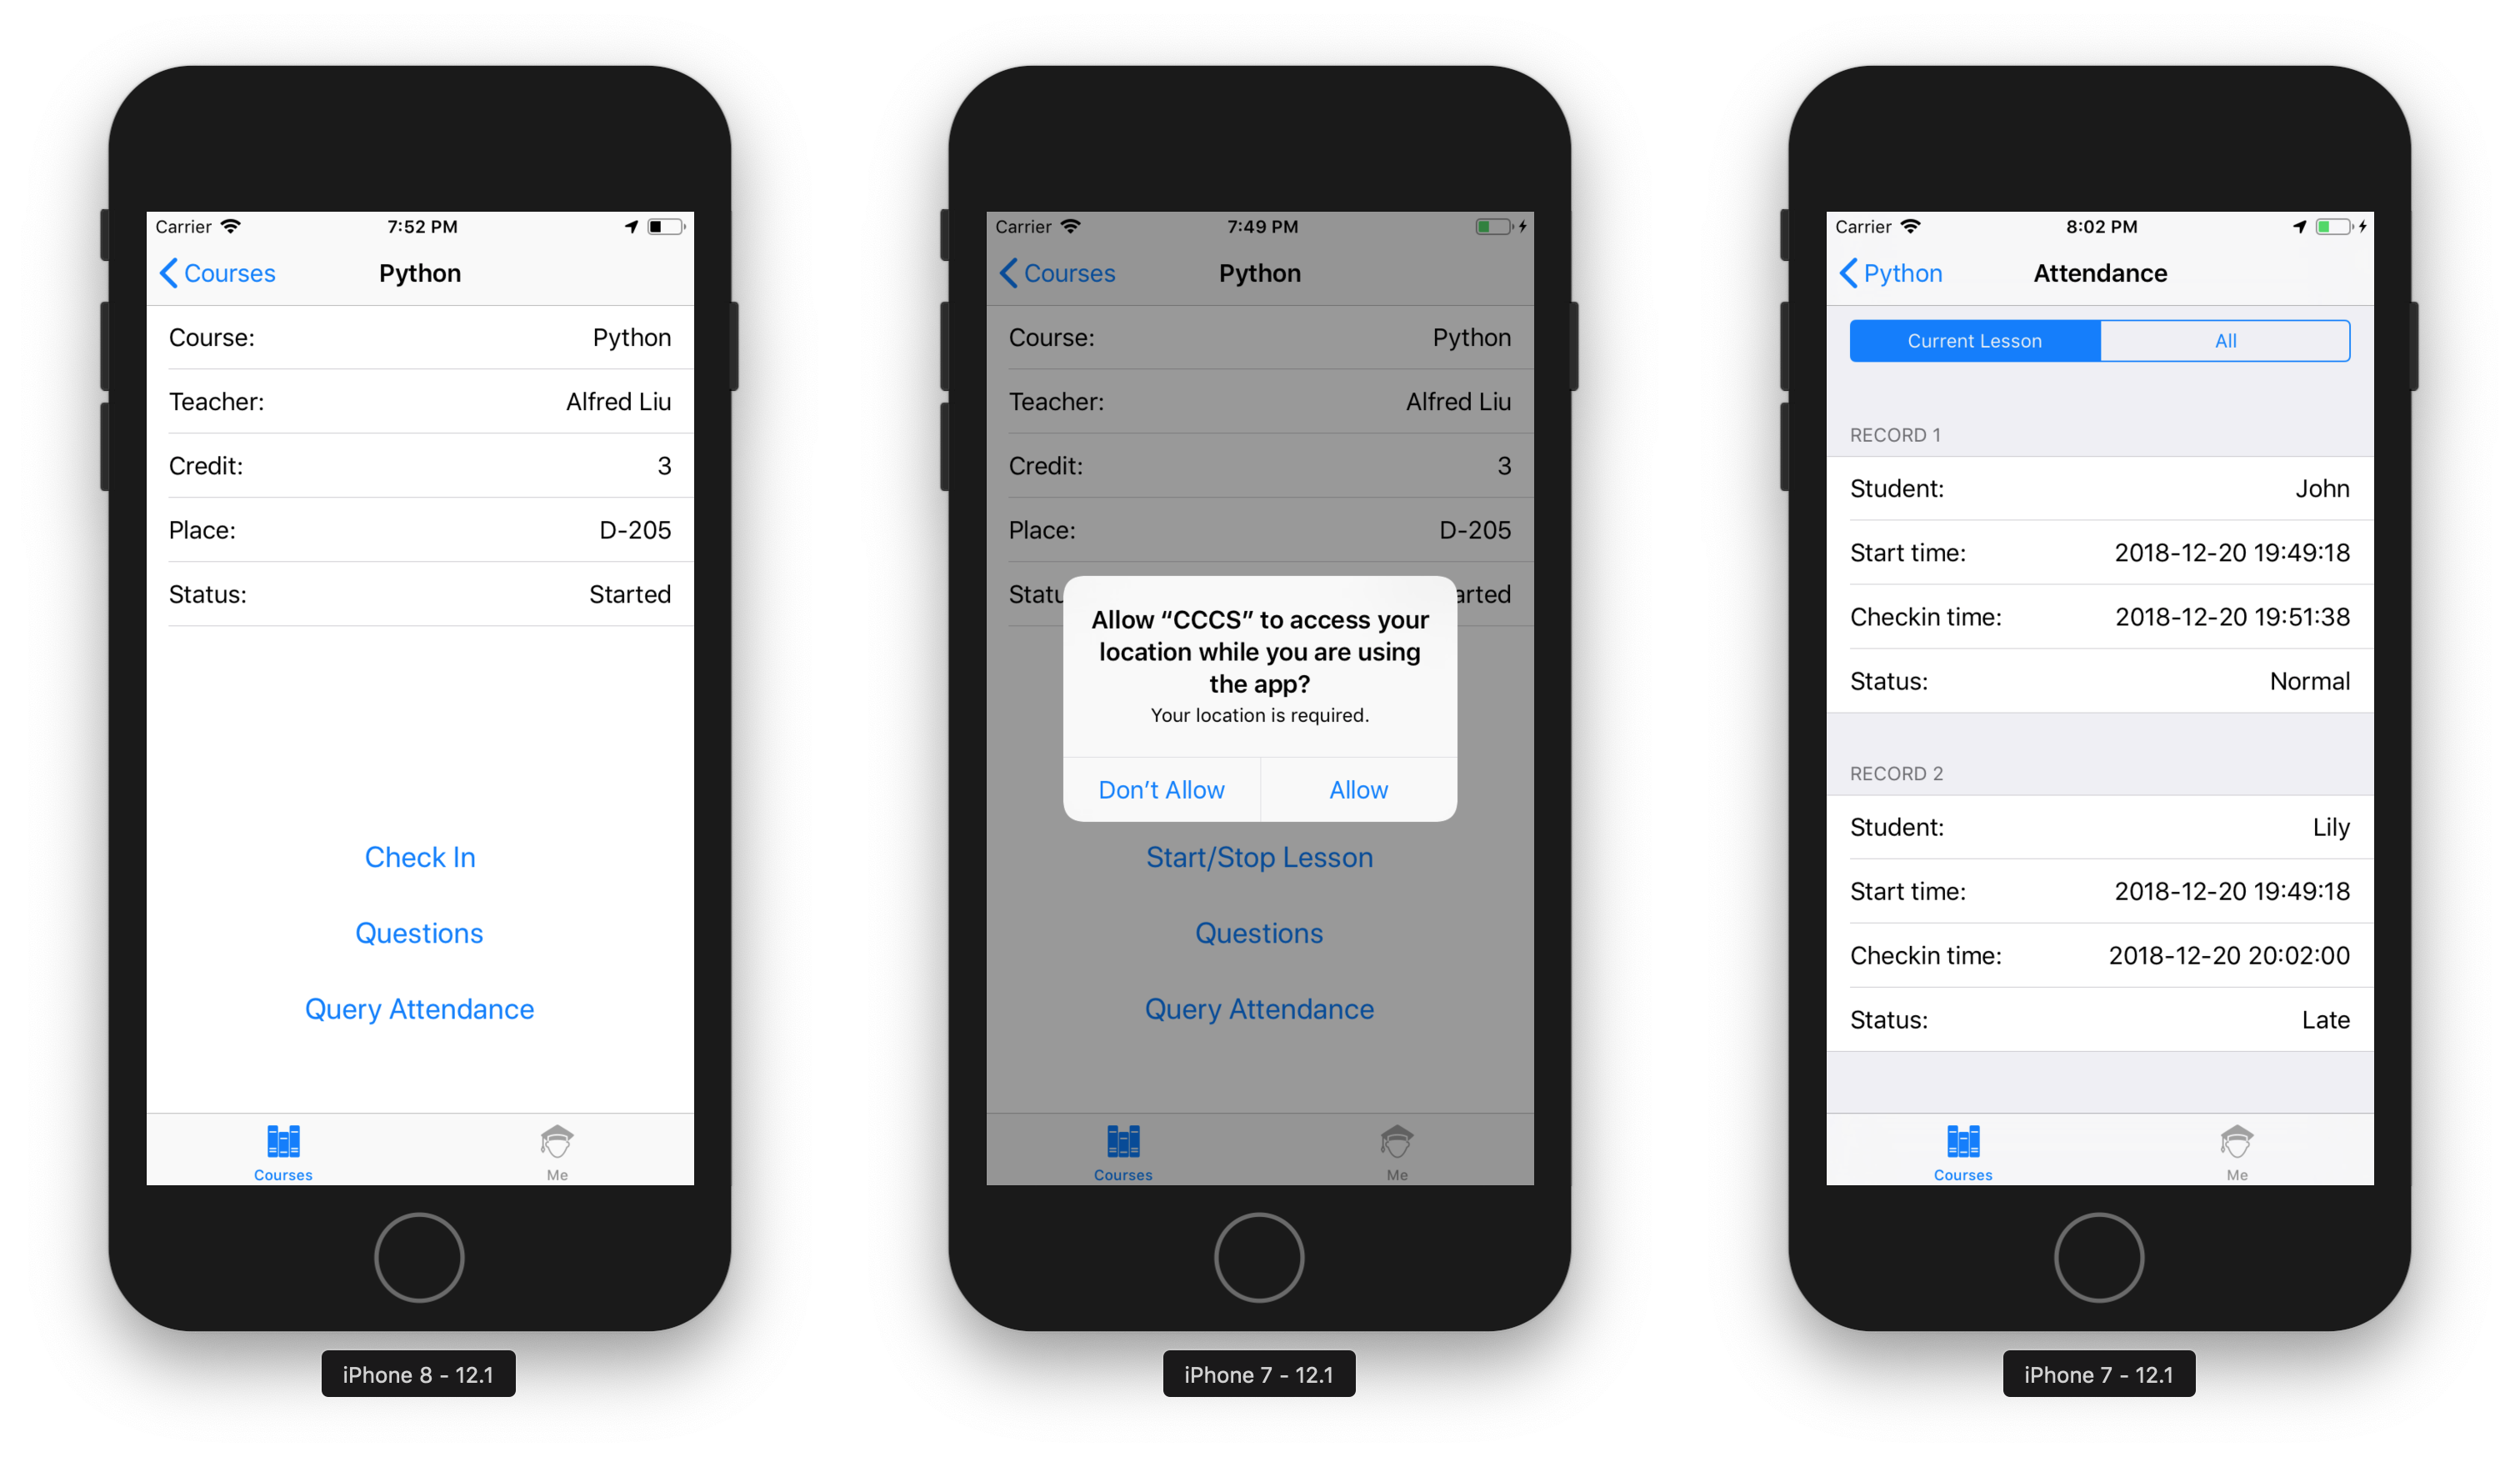 Carrier 7:52 PM
Courses Python
Course: Python
Teacher: Alfred Liu
Credit: 3
Place: D-205
Status: Started
Check In
Questions
Query Attendance
Courses Me
iPhone 8 - 12.1
Carrier 7:49 PM
Courses Python
Course: Python
Teacher: Alfred Liu
Credit: 3
Place: D-205
Statu arted
Allow “CCCS” to access your
location while you are using
the app?
Your location is required.
Don’t Allow Allow
Start/Stop Lesson
Questions
Query Attendance
Courses Me
iPhone 7 - 12.1
Carrier 8:02 PM
Python Attendance
Current Lesson All
RECORD 1
Student: John
Start time: 2018-12-20 19:49:18
Checkin time: 2018-12-20 19:51:38
Status: Normal
RECORD 2
Student: Lily
Start time: 2018-12-20 19:49:18
Checkin time: 2018-12-20 20:02:00
Status: Late
Courses Me
iPhone 7 - 12.1